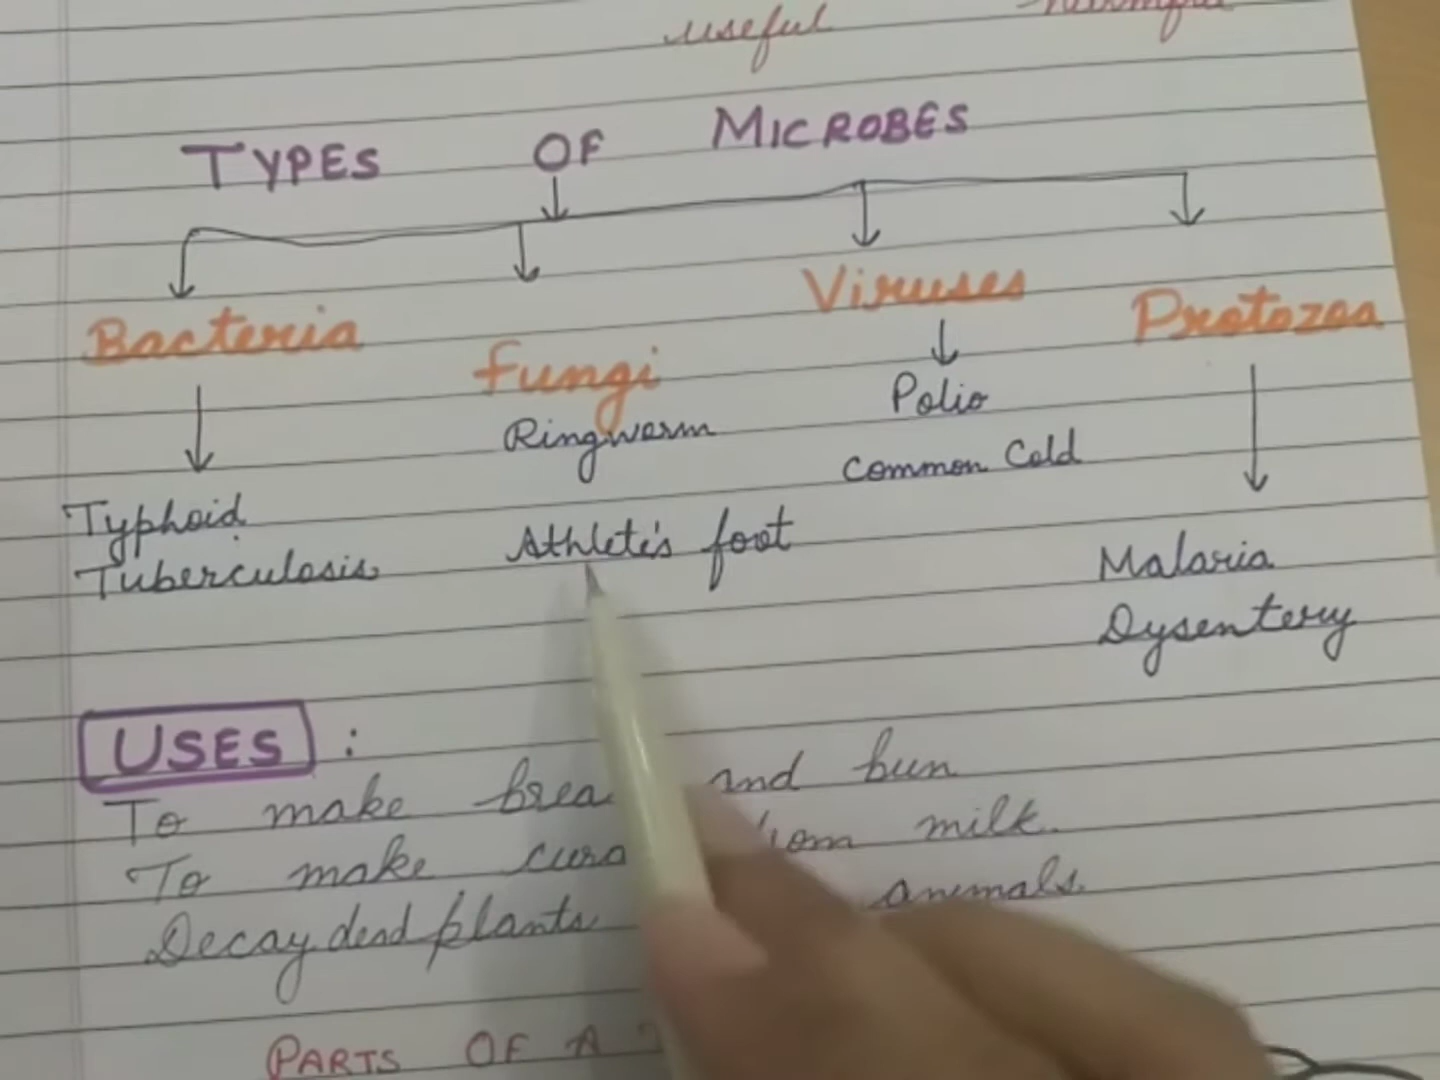 useful
TYPES OF MICROBES
Bacteria
Fungi
Viruses
Protozoa
Typhoid
Tuberculosis
Ringworm
Athlete's foot
Polio
Common Cold
Malaria
Dysentery
USES :
To make and bun
To make milk.
Decay dead plants animals.
PARTS OF A